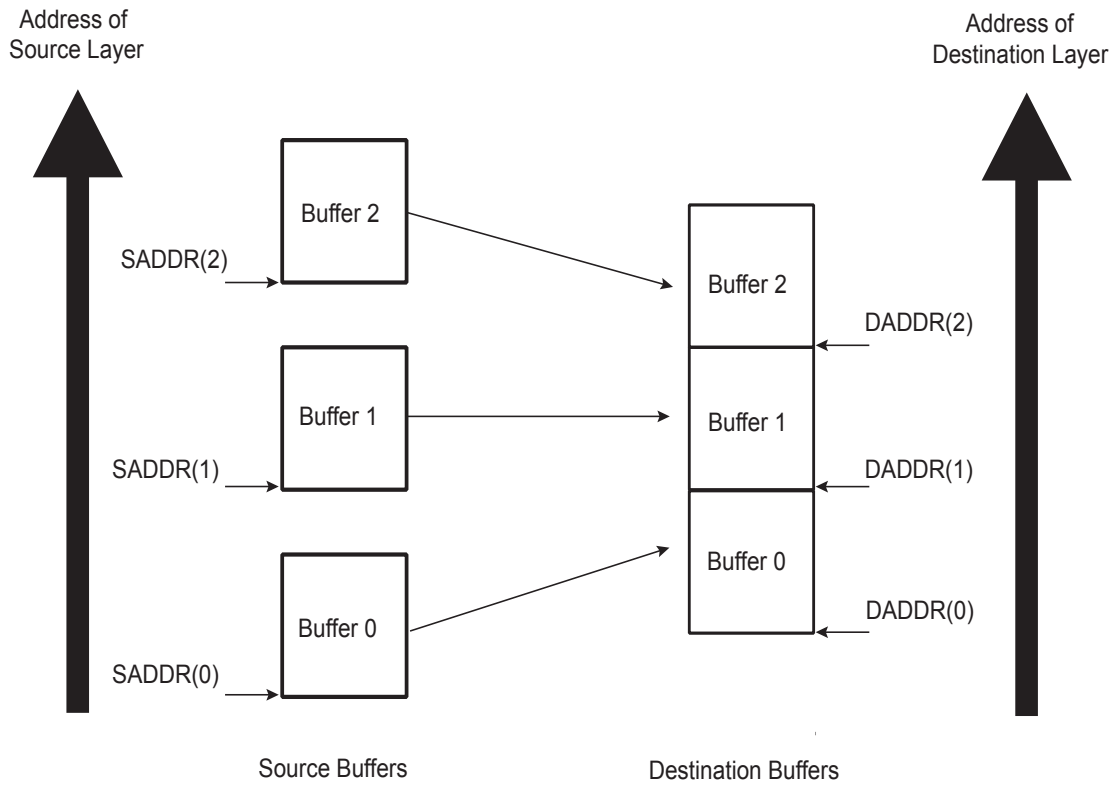 Address of
Source Layer
Address of
Destination Layer
Buffer 2
SADDR(2)
Buffer 2
DADDR(2)
Buffer 1
Buffer 1
SADDR(1)
DADDR(1)
Buffer 0
Buffer 0
DADDR(0)
SADDR(0)
Source Buffers
Destination Buffers